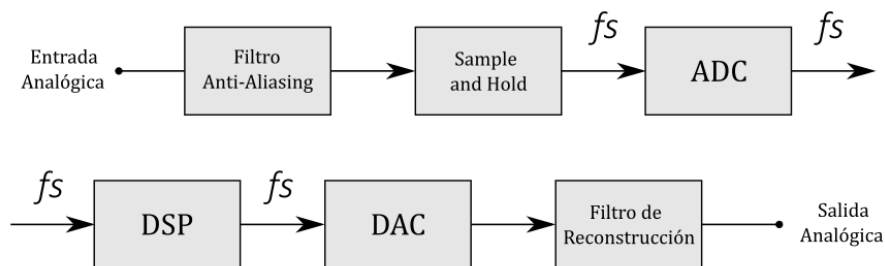 Entrada
Analógica
Filtro
Anti-Aliasing
Sample
and Hold
fs
ADC
fs
fs
DSP
fs
DAC
Filtro de
Reconstrucción
Salida
Analógica